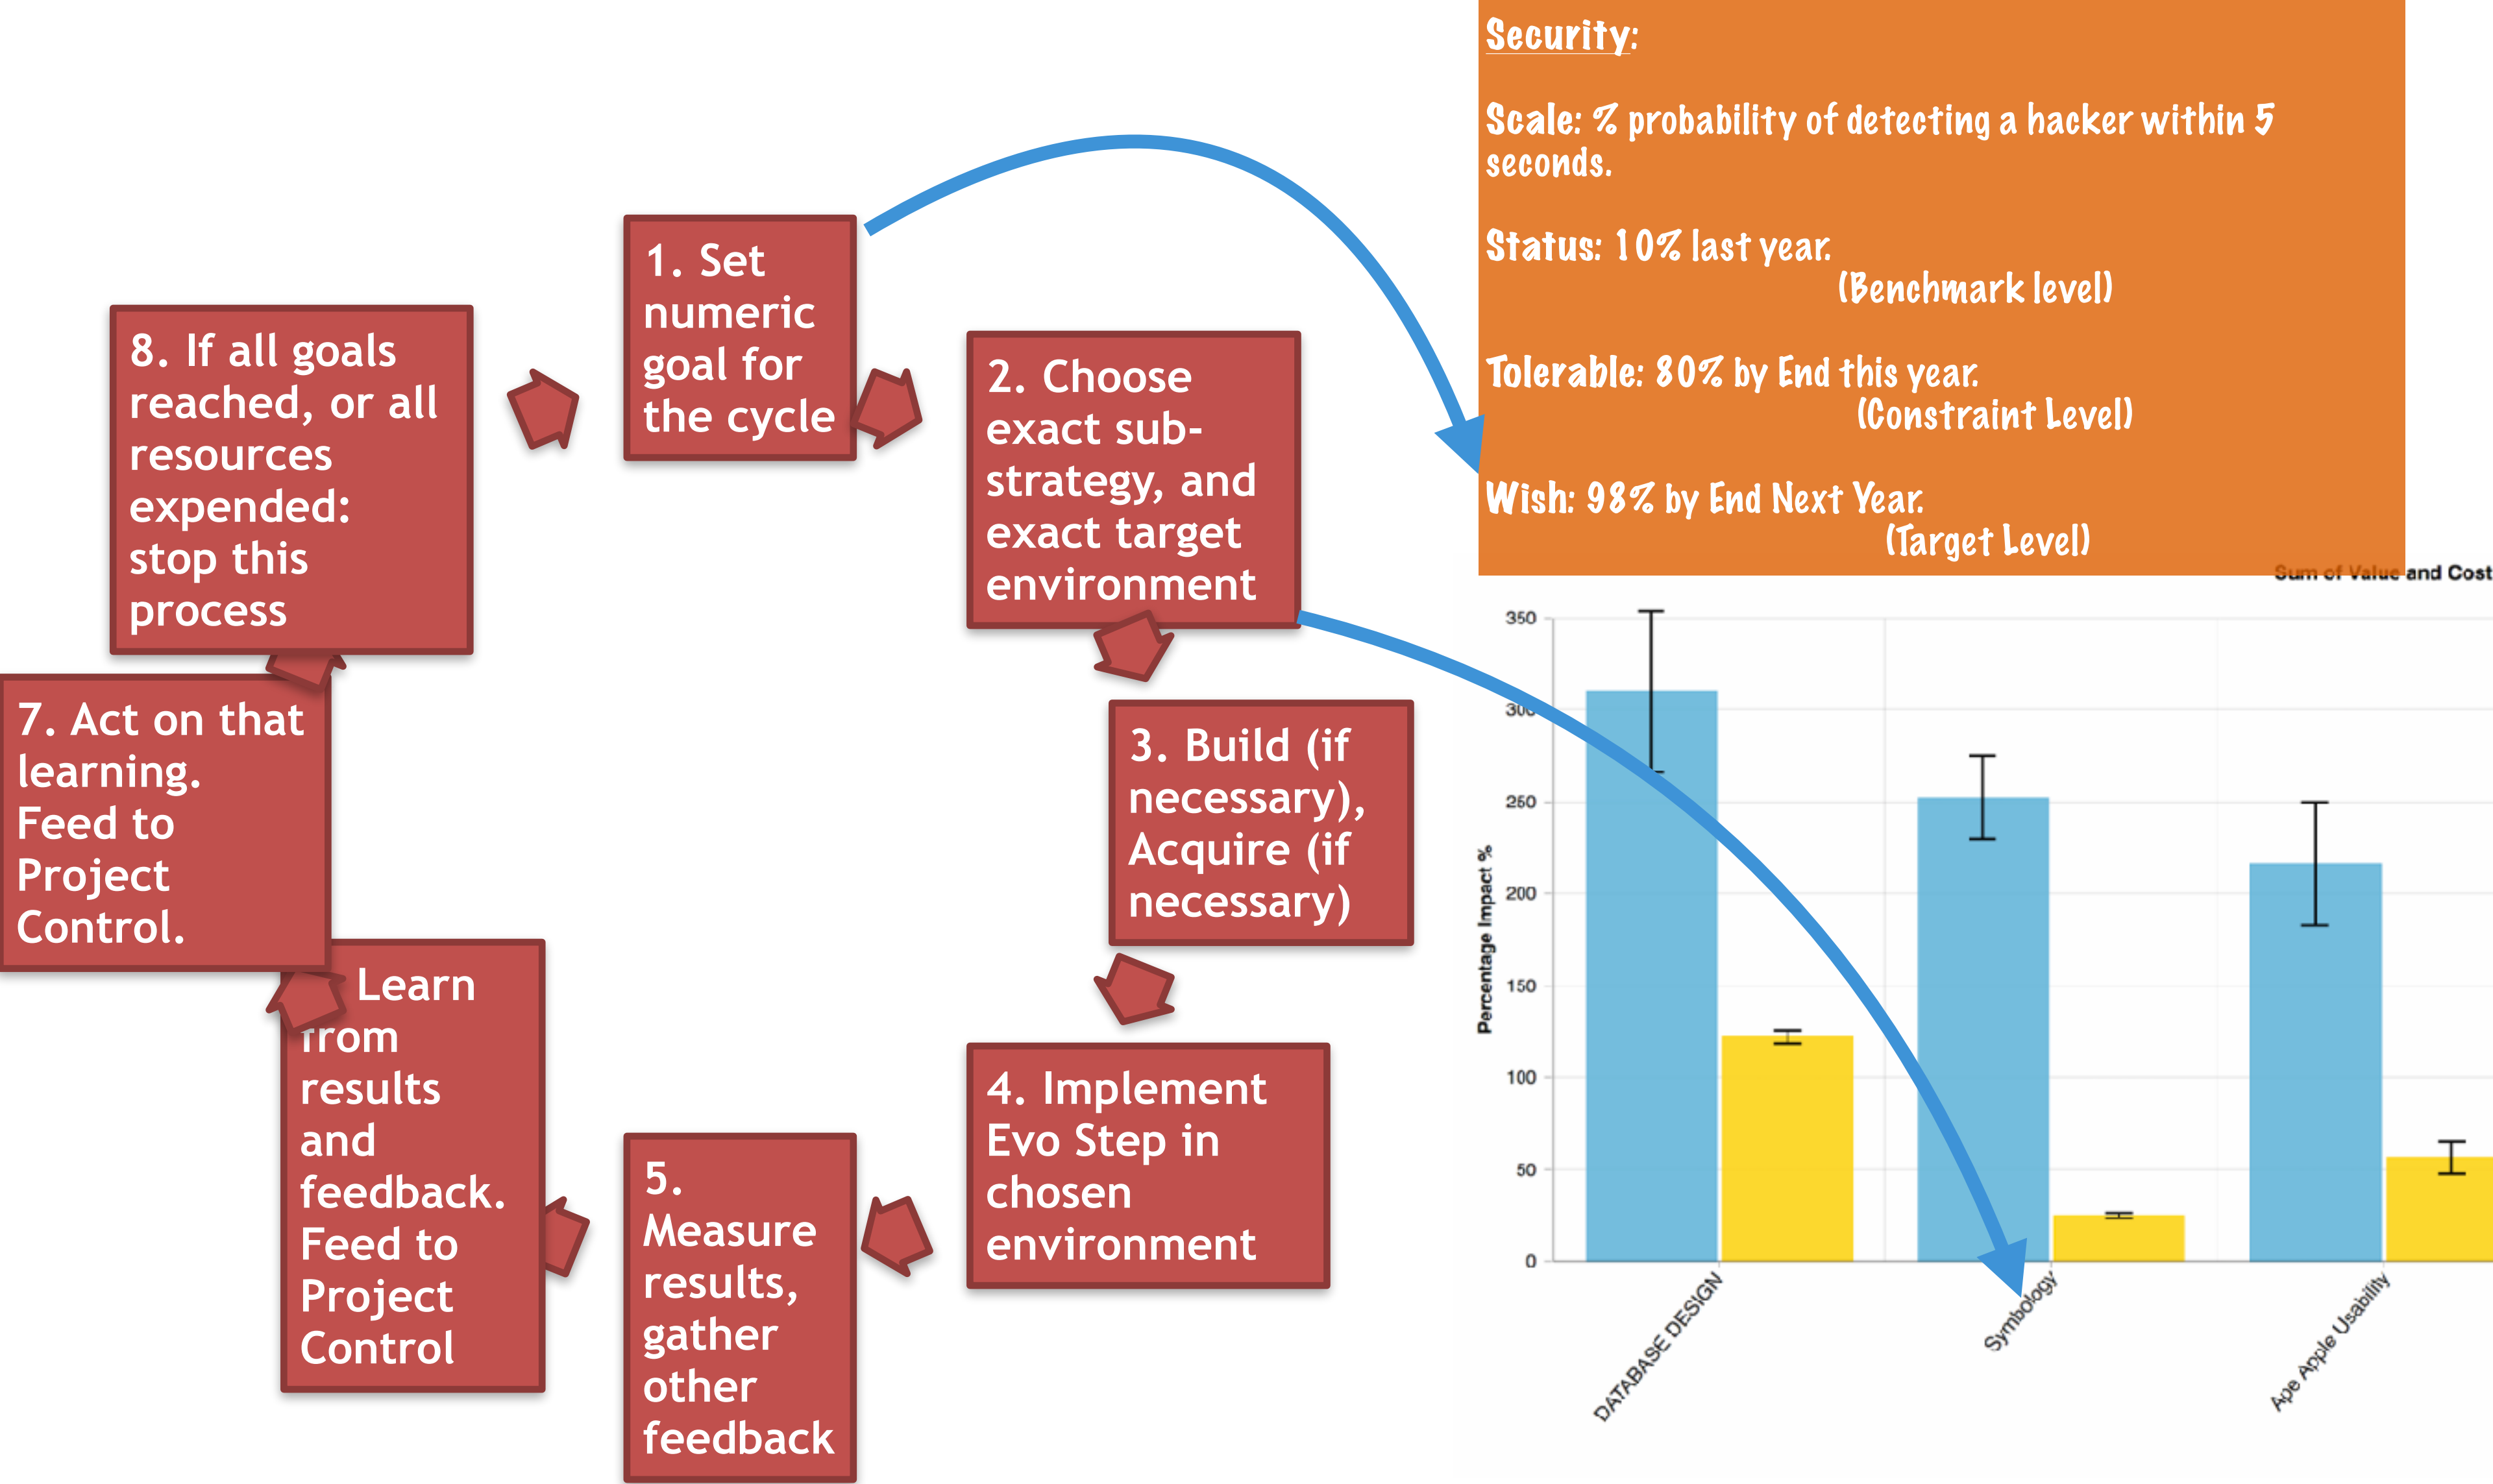 Security:
Scale: % probability of detecting a hacker within 5
seconds.
Status: 10% last year.
(Benchmark level)
Tolerable: 80% by End this year.
(Constraint Level)
Wish: 98% by End Next Year.
(Target Level)
1. Set
numeric
goal for
the cycle
2. Choose
exact sub-
strategy, and
exact target
environment
3. Build (if
necessary),
Acquire (if
necessary)
4. Implement
Evo Step in
chosen
environment
5.
Measure
results,
gather
other
feedback
Learn
from
results
and
feedback.
Feed to
Project
Control
7. Act on that
learning.
Feed to
Project
Control.
8. If all goals
reached, or all
resources
expended:
stop this
process
Sum of Value and Cost
Percentage Impact %
350
300
250
200
150
100
50
0
DATABASE DESIGN
Symbology
Ape Apple Usability